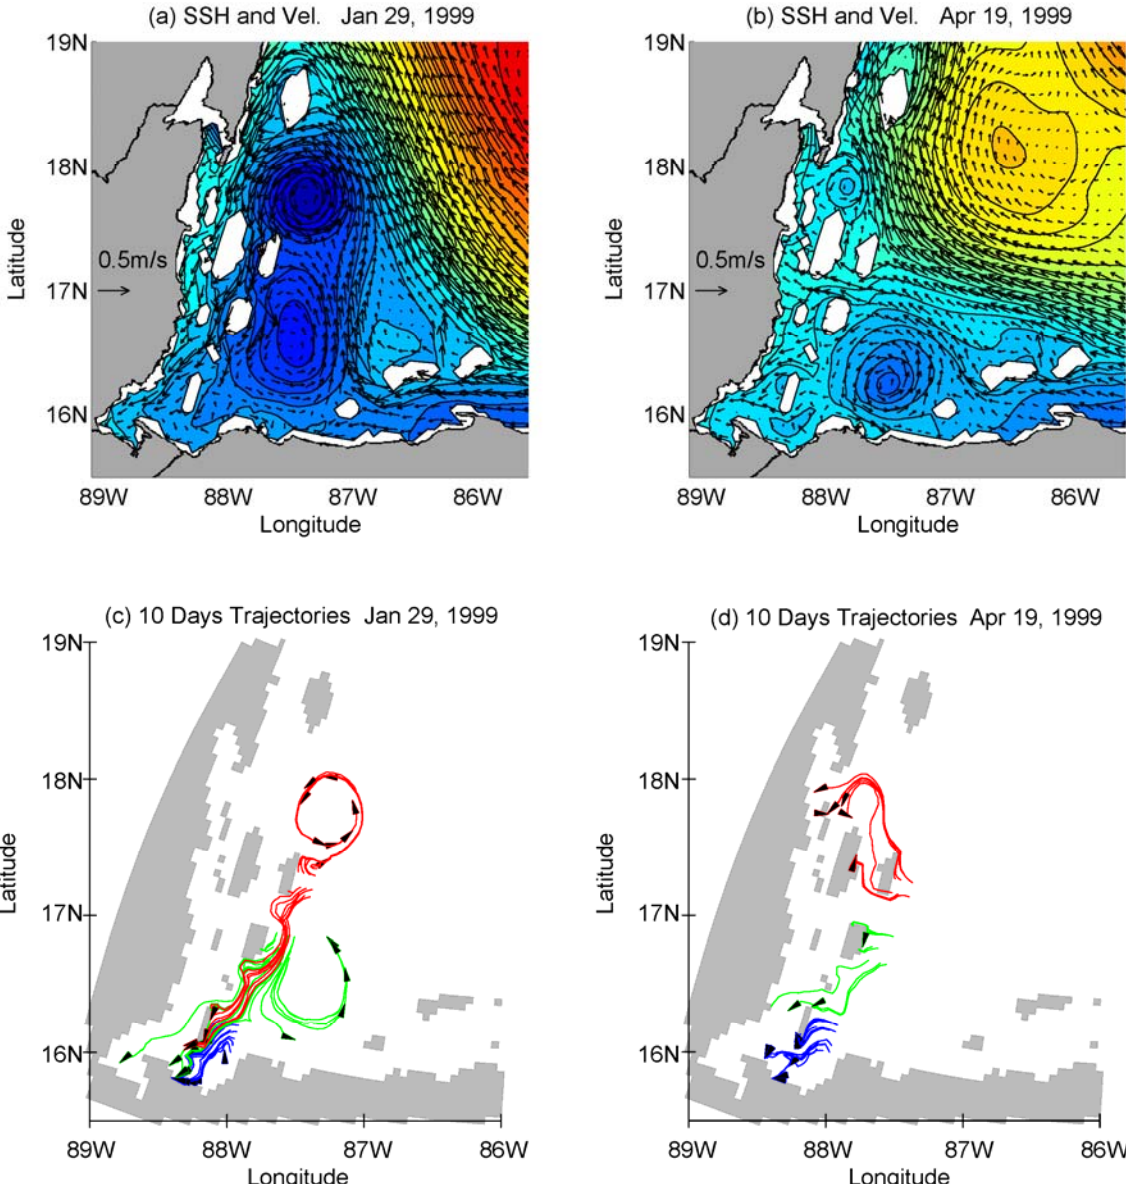 (a) SSH and Vel. Jan 29, 1999
(b) SSH and Vel. Apr 19, 1999
19N
18N
17N
16N
Latitude
0.5m/s
89W 88W 87W 86W
Longitude
19N
18N
17N
16N
Latitude
0.5m/s
89W 88W 87W 86W
Longitude
(c) 10 Days Trajectories Jan 29, 1999
(d) 10 Days Trajectories Apr 19, 1999
19N
18N
17N
16N
Latitude
89W 88W 87W 86W
Longitude
19N
18N
17N
16N
Latitude
89W 88W 87W 86W
Longitude